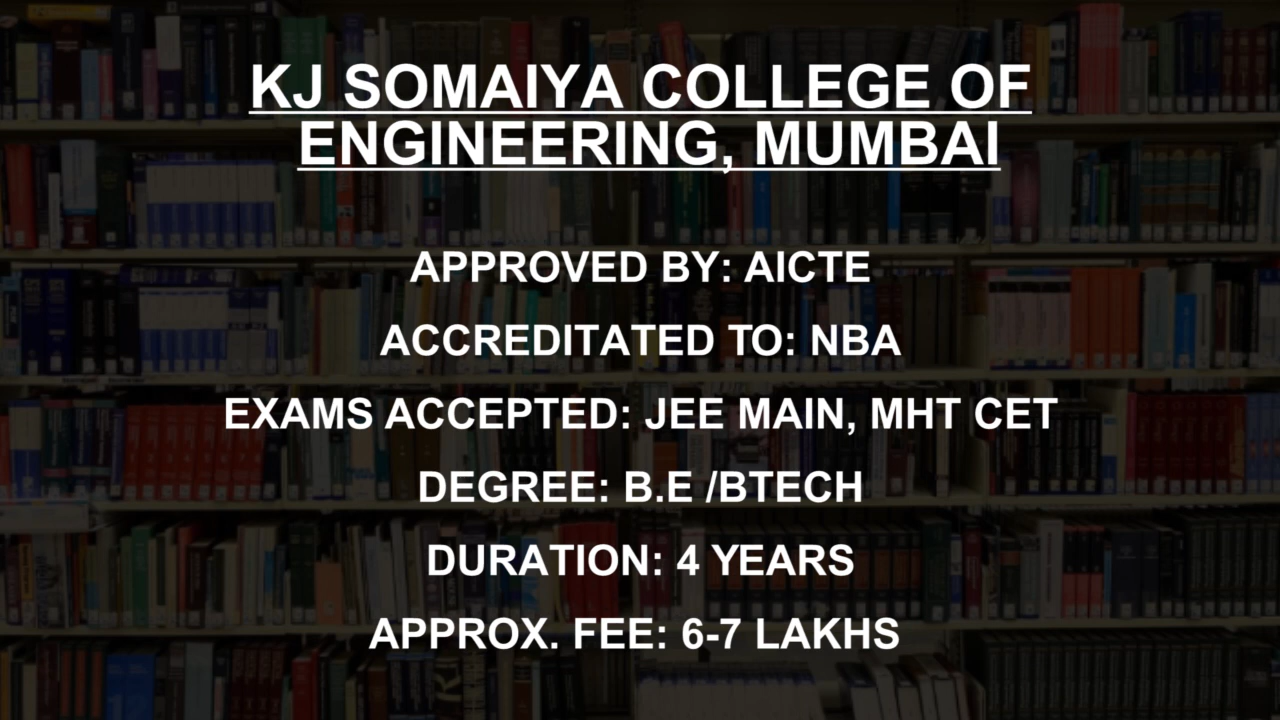 KJ SOMAIYA COLLEGE OF
ENGINEERING, MUMBAI
APPROVED BY: AICTE
ACCREDITATED TO: NBA
EXAMS ACCEPTED: JEE MAIN, MHT CET
DEGREE: B.E /BTECH
DURATION: 4 YEARS
APPROX. FEE: 6-7 LAKHS